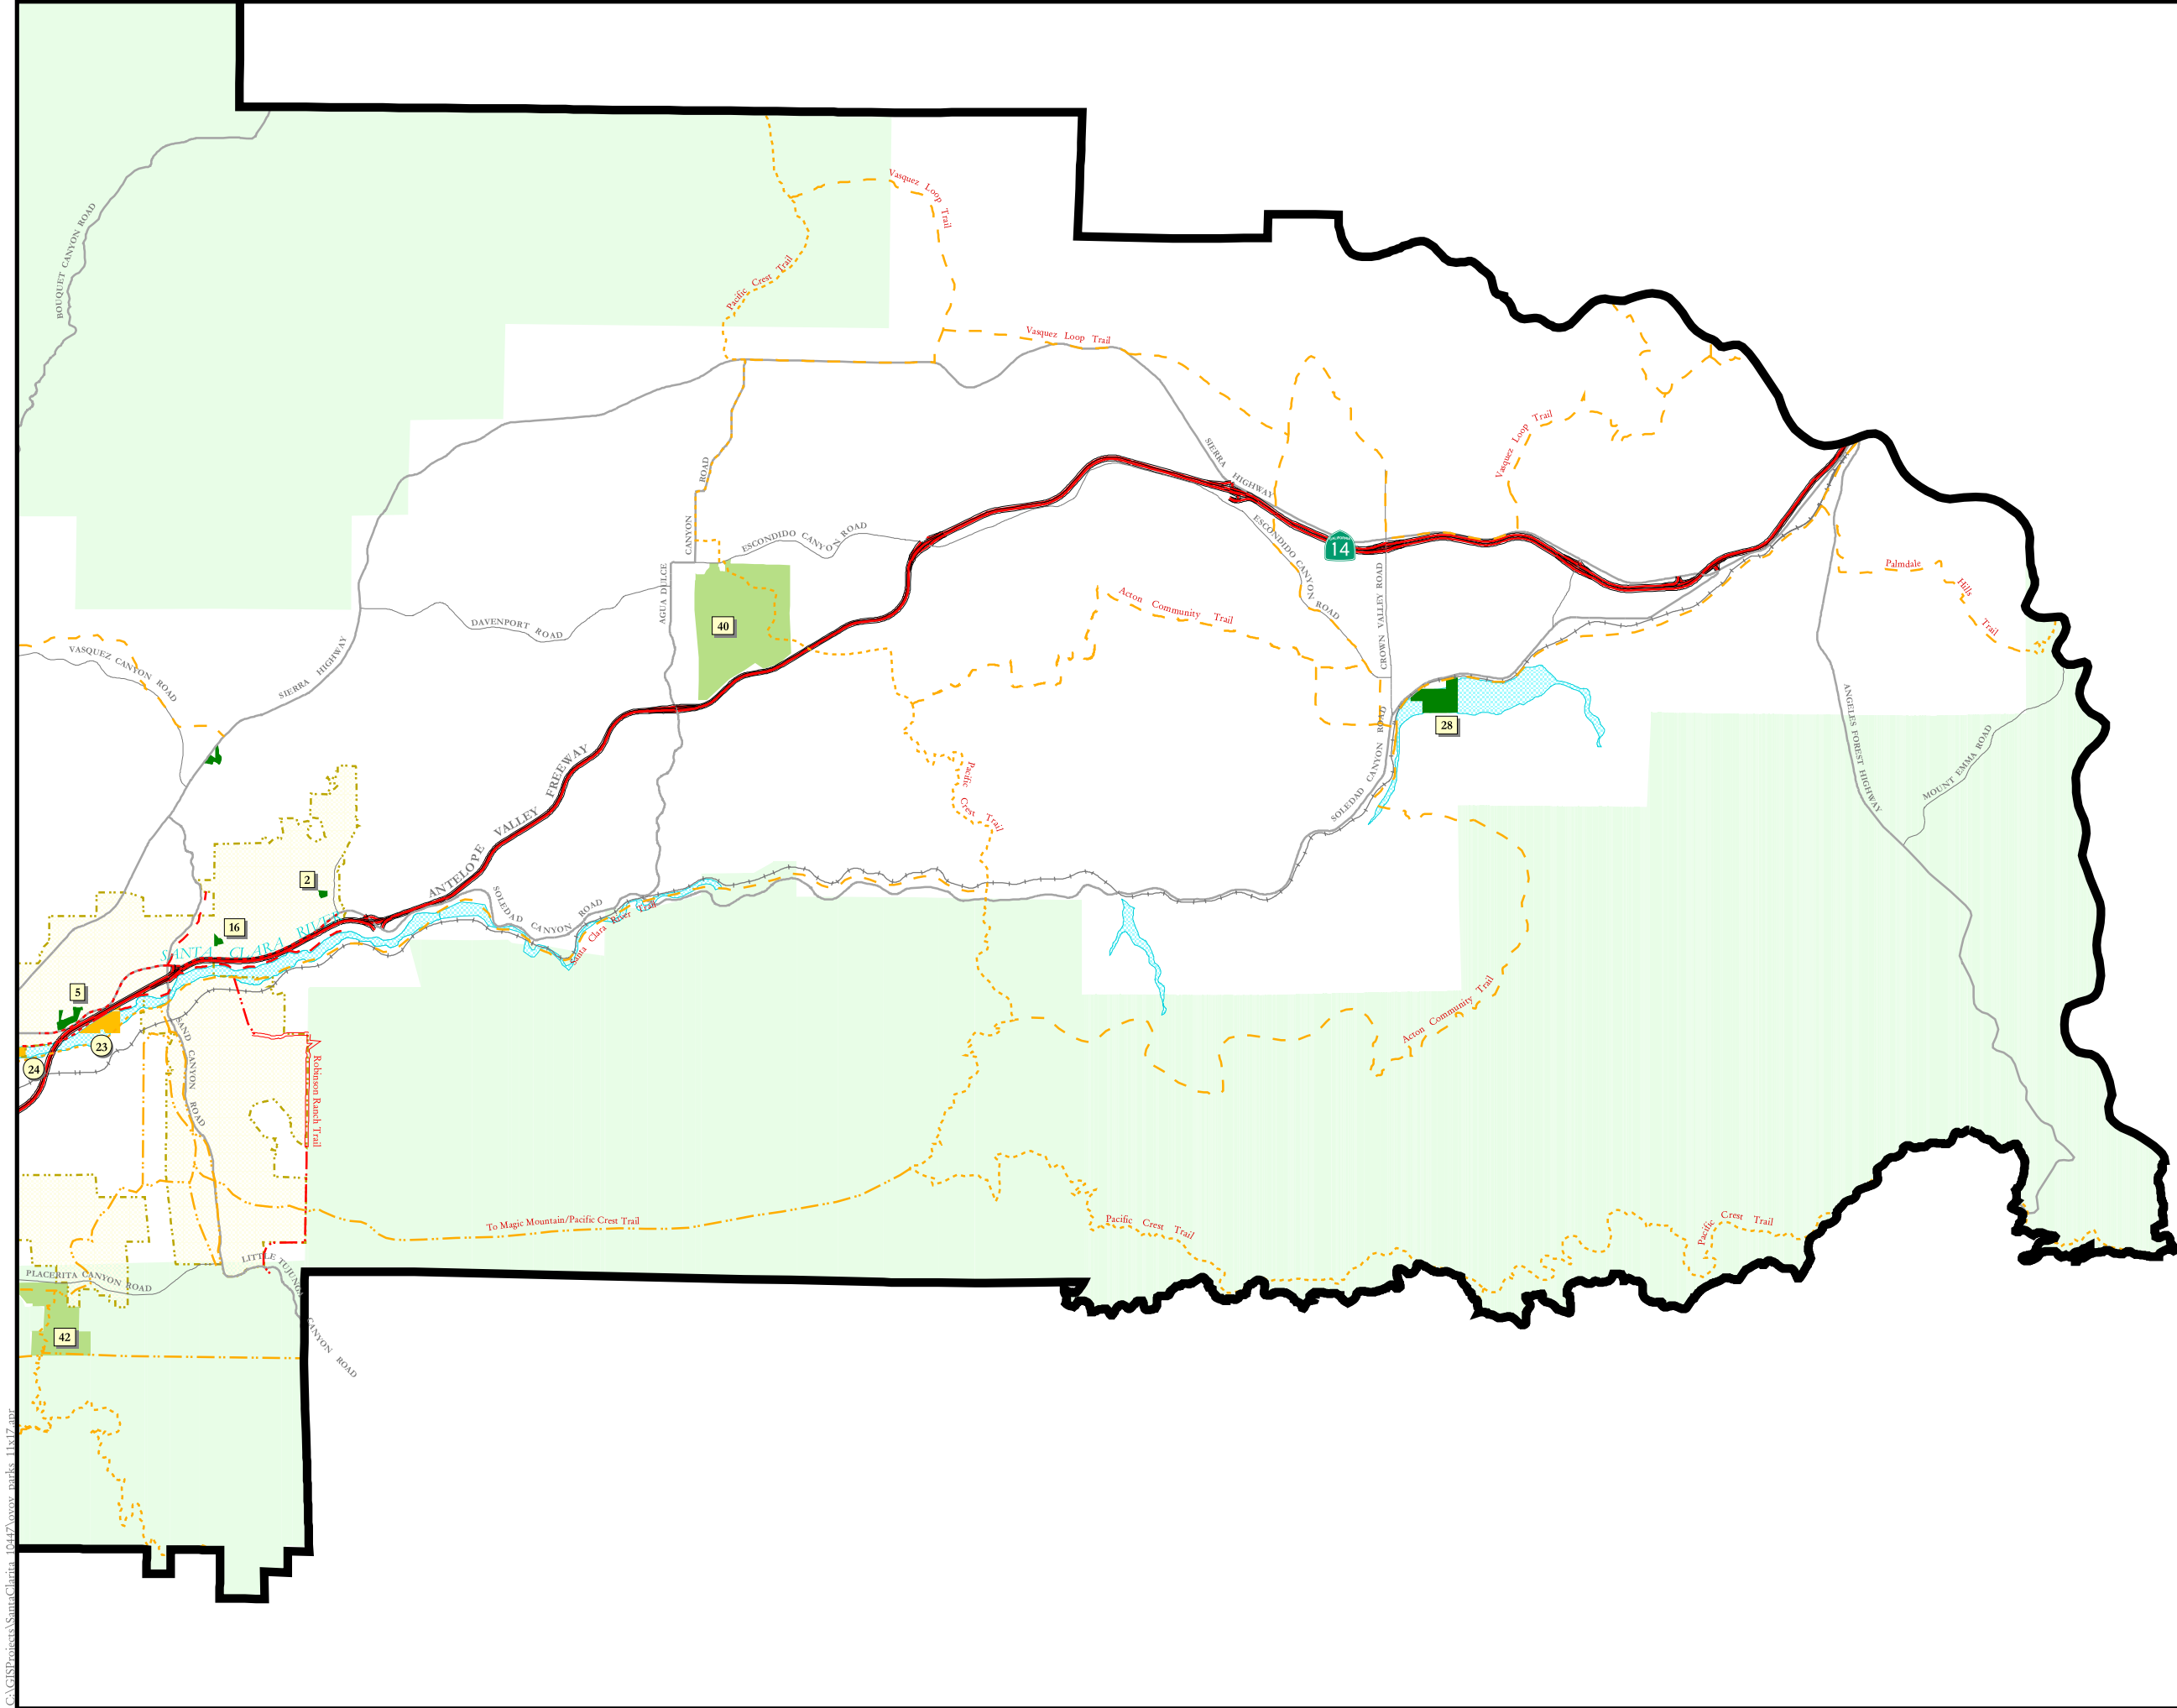 Vasquez Loop Trail
BOUQUET CANYON ROAD
Pacific Crest Trail
Vasquez Loop Trail
Vasquez Loop Trail
SIERRA HIGHWAY
CANYON ROAD
ESCONDIDO CANYON ROAD
ESCONDIDO CANYON ROAD
CALIFORNIA
14
AGUA DULCE
CROWN VALLEY ROAD
Palmdale Hills Trail
Acton Community Trail
DAVENPORT ROAD
40
VASQUEZ CANYON ROAD
SIERRA HIGHWAY
28
ANGELES FOREST HIGHWAY
MOUNT EMMA ROAD
SOLEDAD CANYON ROAD
Pacific Crest Trail
ANTELOPE VALLEY FREEWAY
2
SOLEDAD CANYON ROAD
Santa Clara River Trail
16
SANTA CLARA RIVER
5
23
24
SAND CANYON ROAD
Robinson Ranch Trail
Acton Community Trail
To Magic Mountain/Pacific Crest Trail
Pacific Crest Trail
Pacific Crest Trail
LITTLE TUJUNGA CANYON ROAD
PLACERITA CANYON ROAD
42
C:\GISProjects\SantaClarita_10447\ovov_parks_11x17.apr